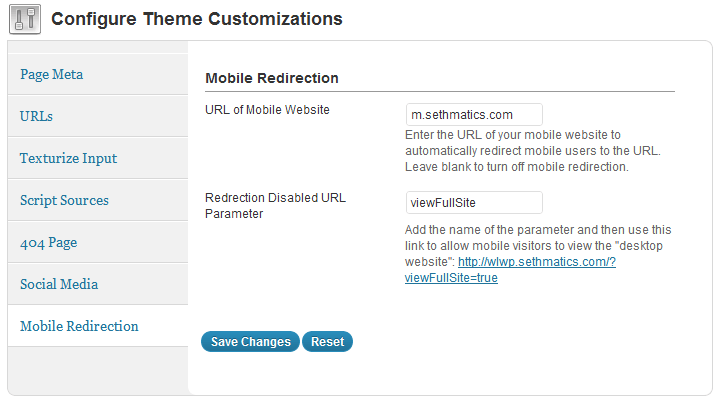 Configure Theme Customizations
Page Meta
URLs
Texturize Input
Script Sources
404 Page
Social Media
Mobile Redirection
Mobile Redirection
URL of Mobile Website
m.sethmatics.com
Enter the URL of your mobile website to
automatically redirect mobile users to the URL.
Leave blank to turn off mobile redirection.
Redrection Disabled URL
Parameter
viewFullSite
Add the name of the parameter and then use this
link to allow mobile visitors to view the "desktop
website": http://wlwp.sethmatics.com/?
viewFullSite=true
Save Changes
Reset